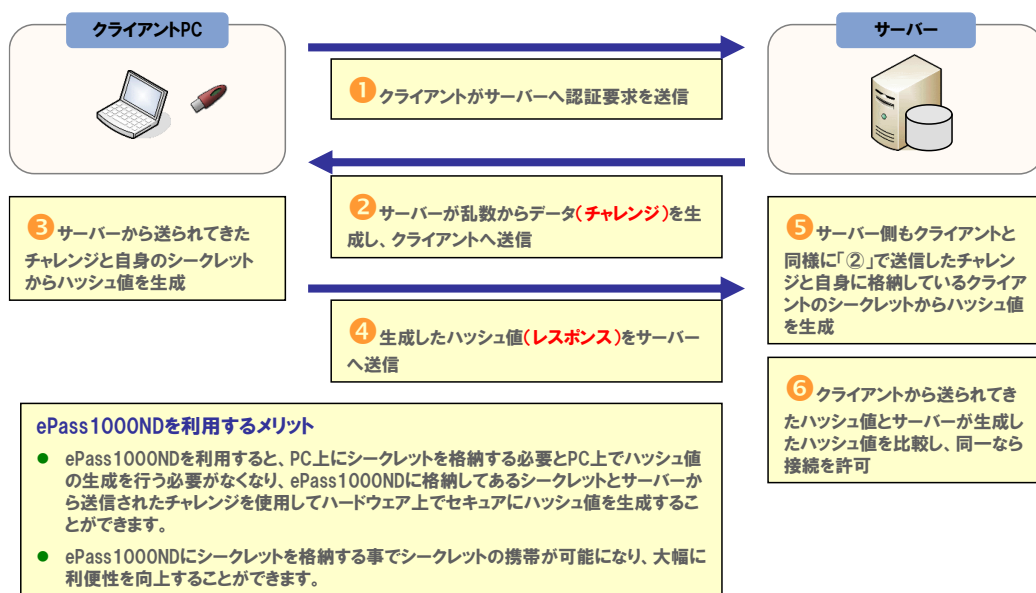 クライアントPC
サーバー
❶クライアントがサーバーへ認証要求を送信
❷サーバーが乱数からデータ(チャレンジ)を生
成し、クライアントへ送信
❸サーバーから送られてきた
チャレンジと自身のシークレット
からハッシュ値を生成
❹生成したハッシュ値(レスポンス)をサーバー
へ送信
❺サーバー側もクライアントと
同様に「②」で送信したチャレン
ジと自身に格納しているクライア
ントのシークレットからハッシュ値
を生成
❻クライアントから送られてき
たハッシュ値とサーバーが生成し
たハッシュ値を比較し、同一なら
接続を許可
ePass1000NDを利用するメリット
● ePass1000NDを利用すると、PC上にシークレットを格納する必要とPC上でハッシュ値
の生成を行う必要がなくなり、ePass1000NDに格納してあるシークレットとサーバーか
ら送信されたチャレンジを使用してハードウェア上でセキュアにハッシュ値を生成するこ
とができます。
● ePass1000NDにシークレットを格納する事でシークレットの携帯が可能になり、大幅に
利便性を向上することができます。